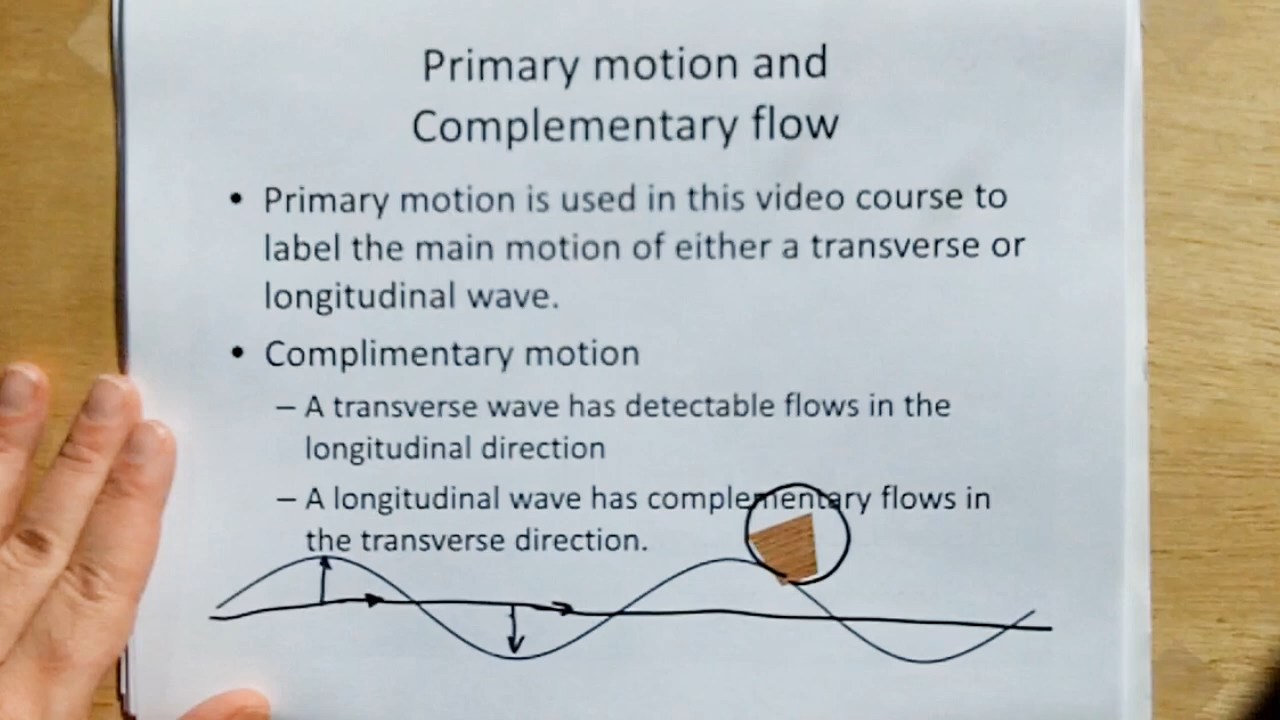 Primary motion and
Complementary flow
• Primary motion is used in this video course to
label the main motion of either a transverse or
longitudinal wave.
• Complimentary motion
– A transverse wave has detectable flows in the
longitudinal direction
– A longitudinal wave has complementary flows in
the transverse direction.